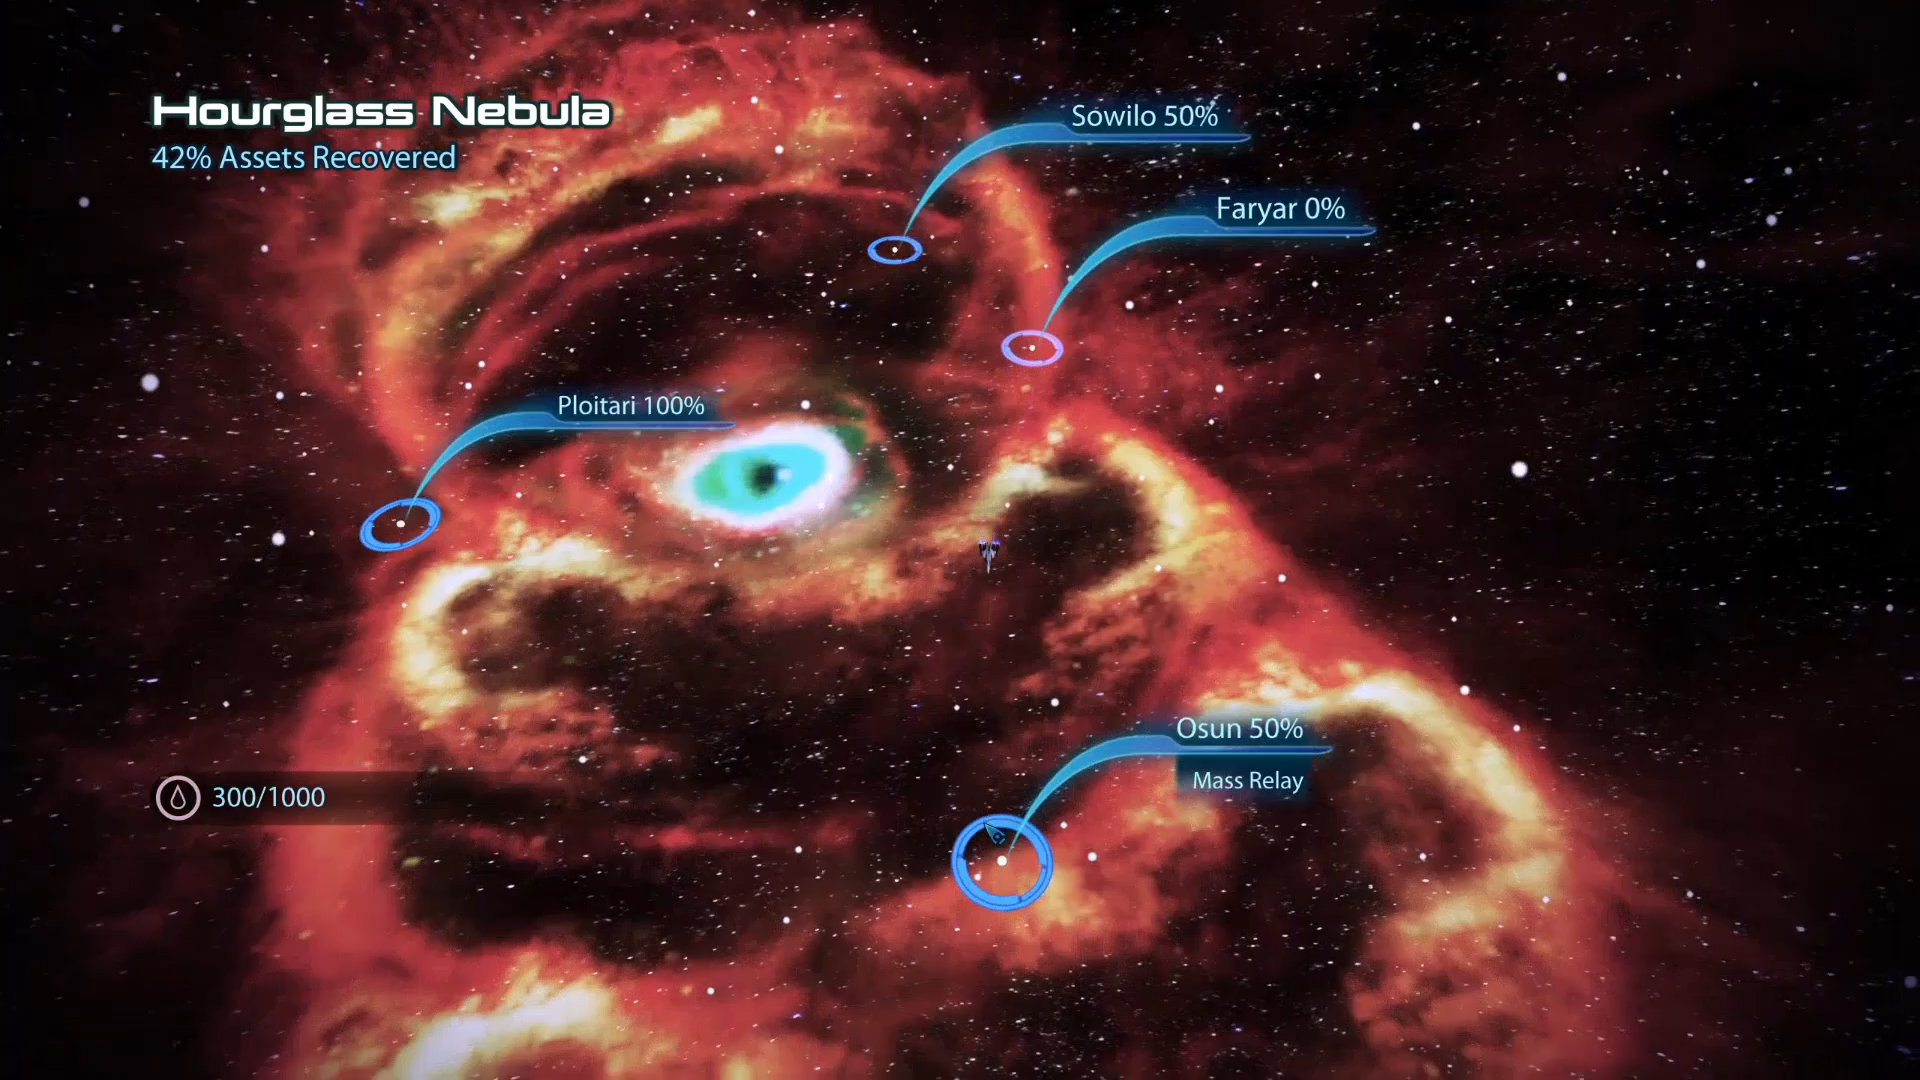 Hourglass Nebula
42% Assets Recovered
Sowilo 50%
Faryar 0%
Ploitari 100%
Osun 50%
Mass Relay
300/1000